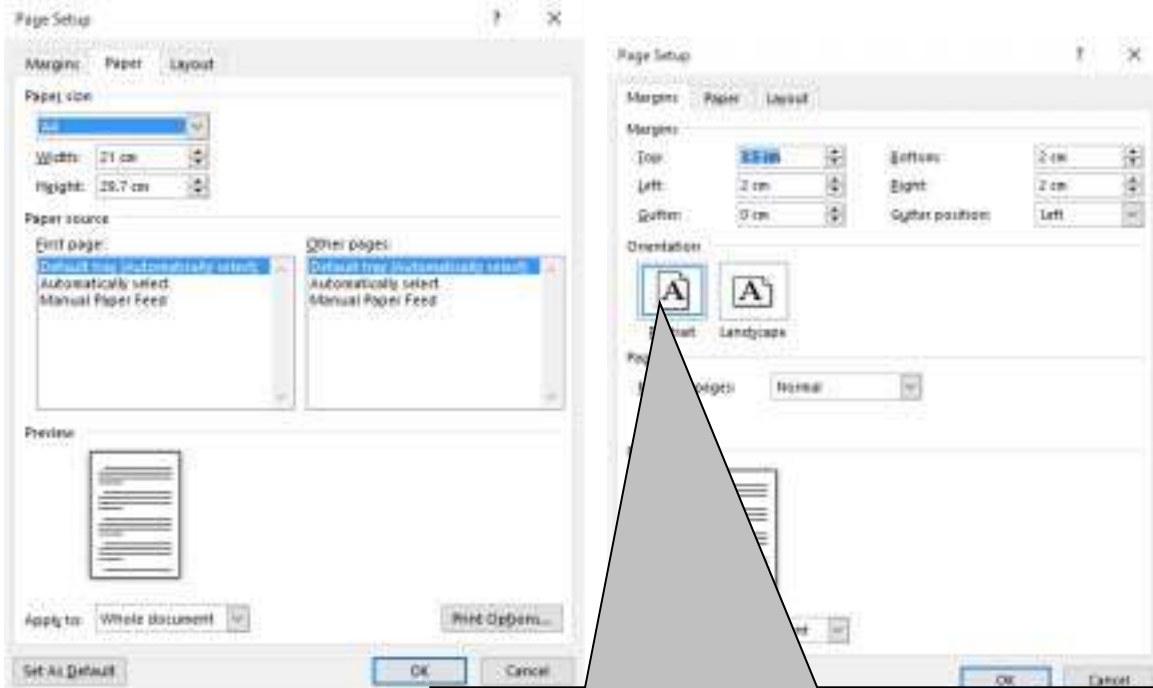 Page Setup
Margins Paper Layout
Paper size
A4
Width: 21 cm
Height: 29.7 cm
Paper source
First page:
Default tray (Automatically select)
Automatically select
Manual Paper Feed
Other pages:
Default tray (Automatically select)
Automatically select
Manual Paper Feed
Preview
Apply to: Whole document
Print Options...
Set As Default OK Cancel
Page Setup
Margins Paper Layout
Margins
Top: Bottom: 2 cm
Left: 2 cm Right: 2 cm
Gutter: 0 cm Gutter position: Left
Orientation
A A
Landscape
pages: Normal
OK Cancel